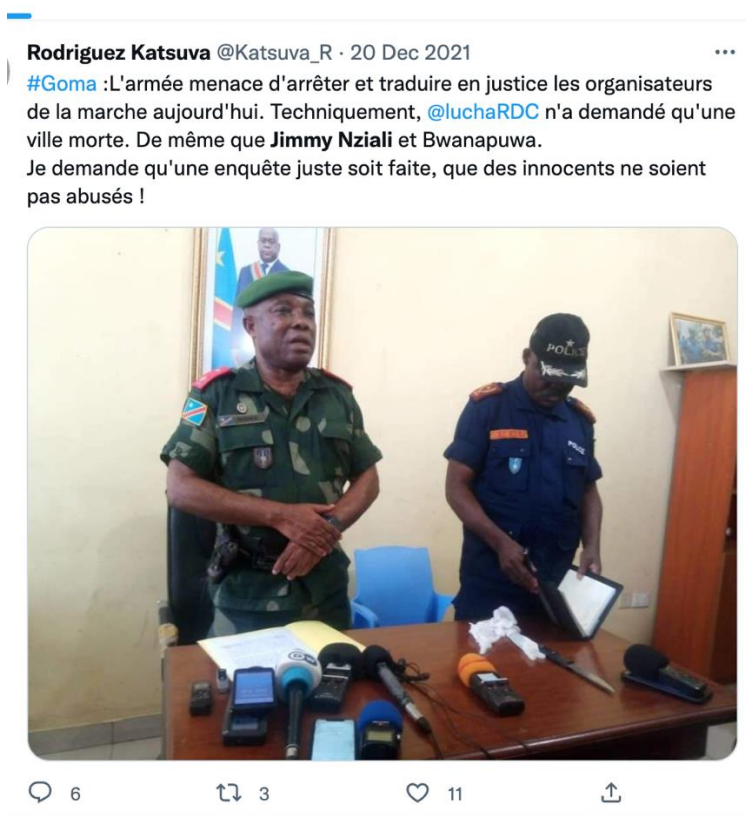 Rodriguez Katsuva @Katsuva_R · 20 Dec 2021
#Goma :L'armée menace d'arrêter et traduire en justice les organisateurs
de la marche aujourd'hui. Techniquement, @luchaRDC n'a demandé qu'une
ville morte. De même que Jimmy Nziali et Bwanapuwa.
Je demande qu'une enquête juste soit faite, que des innocents ne soient
pas abusés !
POLICE
POLICE
DW
6 3 11